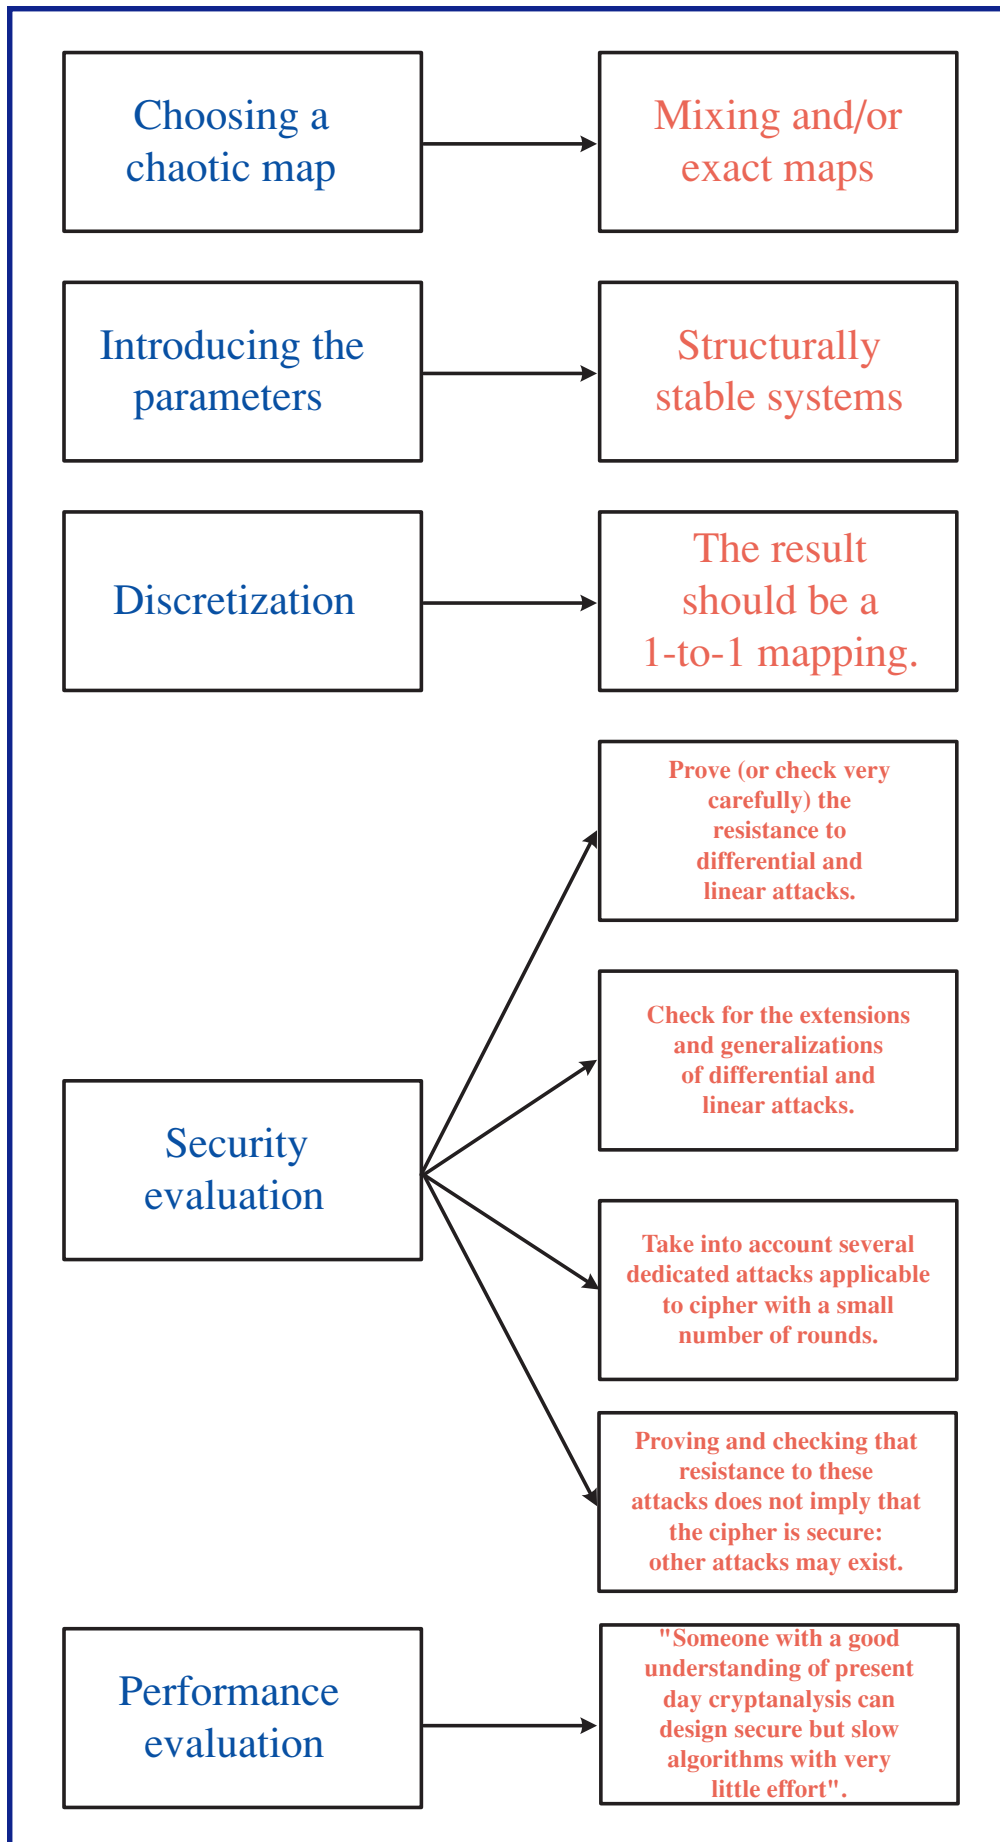 Choosing a
chaotic map
Mixing and/or
exact maps
Introducing the
parameters
Structurally
stable systems
Discretization
The result
should be a
1-to-1 mapping.
Prove (or check very
carefully) the
resistance to
differential and
linear attacks.
Check for the extensions
and generalizations
of differential and
linear attacks.
Security
evaluation
Take into account several
dedicated attacks applicable
to cipher with a small
number of rounds.
Proving and checking that
resistance to these
attacks does not imply that
the cipher is secure:
other attacks may exist.
Performance
evaluation
"Someone with a good
understanding of present
day cryptanalysis can
design secure but slow
algorithms with very
little effort".